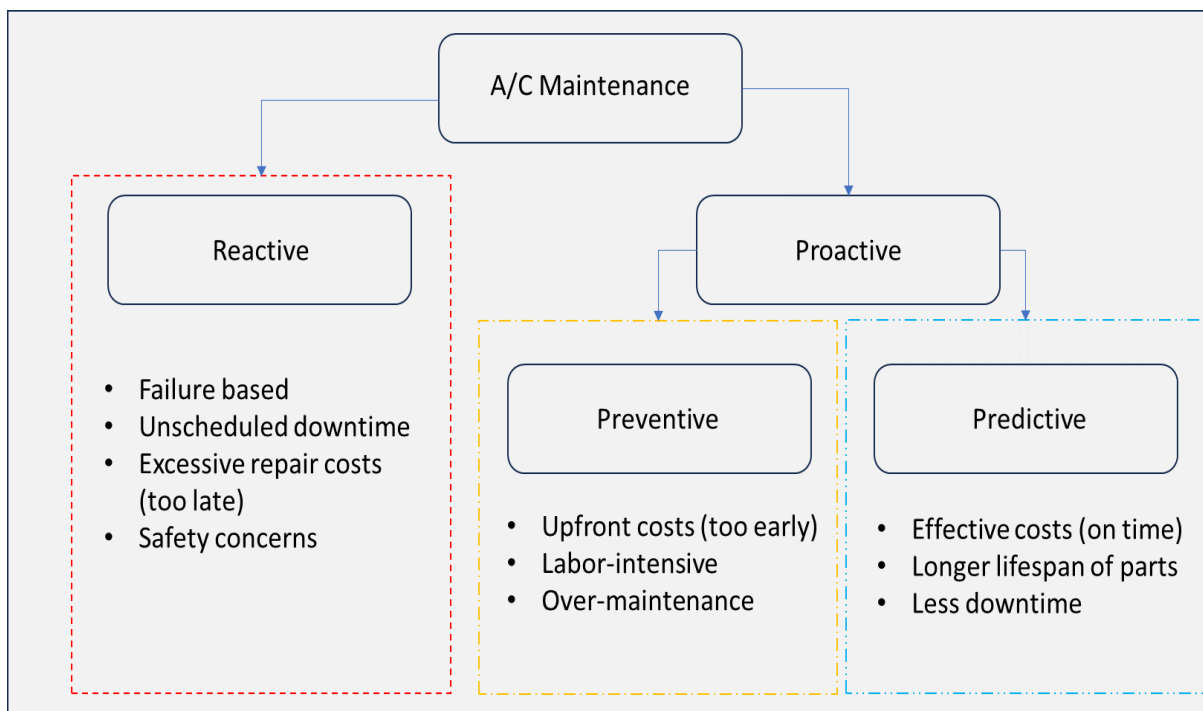 A/C Maintenance
Reactive
• Failure based
• Unscheduled downtime
• Excessive repair costs
(too late)
• Safety concerns
Proactive
Preventive
• Upfront costs (too early)
• Labor-intensive
• Over-maintenance
Predictive
• Effective costs (on time)
• Longer lifespan of parts
• Less downtime